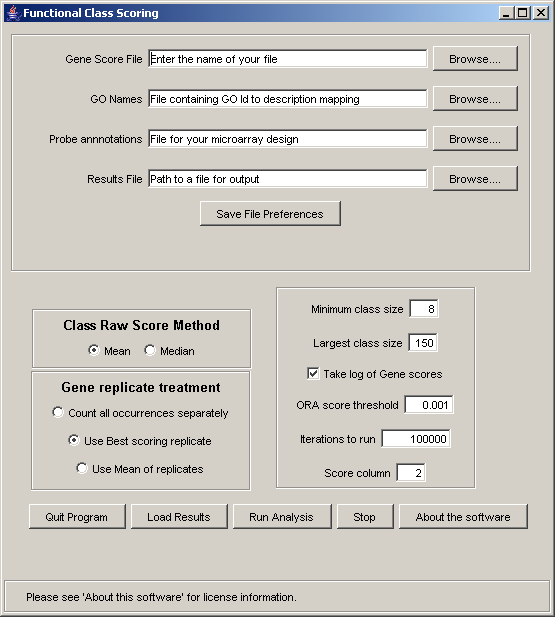 Functional Class Scoring
Gene Score File Enter the name of your file Browse....
GO Names File containing GO Id to description mapping Browse....
Probe annnotations File for your microarray design Browse....
Results File Path to a file for output Browse....
Save File Preferences
Class Raw Score Method
Mean Median
Gene replicate treatment
Count all occurrences separately
Use Best scoring replicate
Use Mean of replicates
Minimum class size 8
Largest class size 150
Take log of Gene scores
ORA score threshold 0.001
Iterations to run 100000
Score column 2
Quit Program Load Results Run Analysis Stop About the software
Please see 'About this software' for license information.